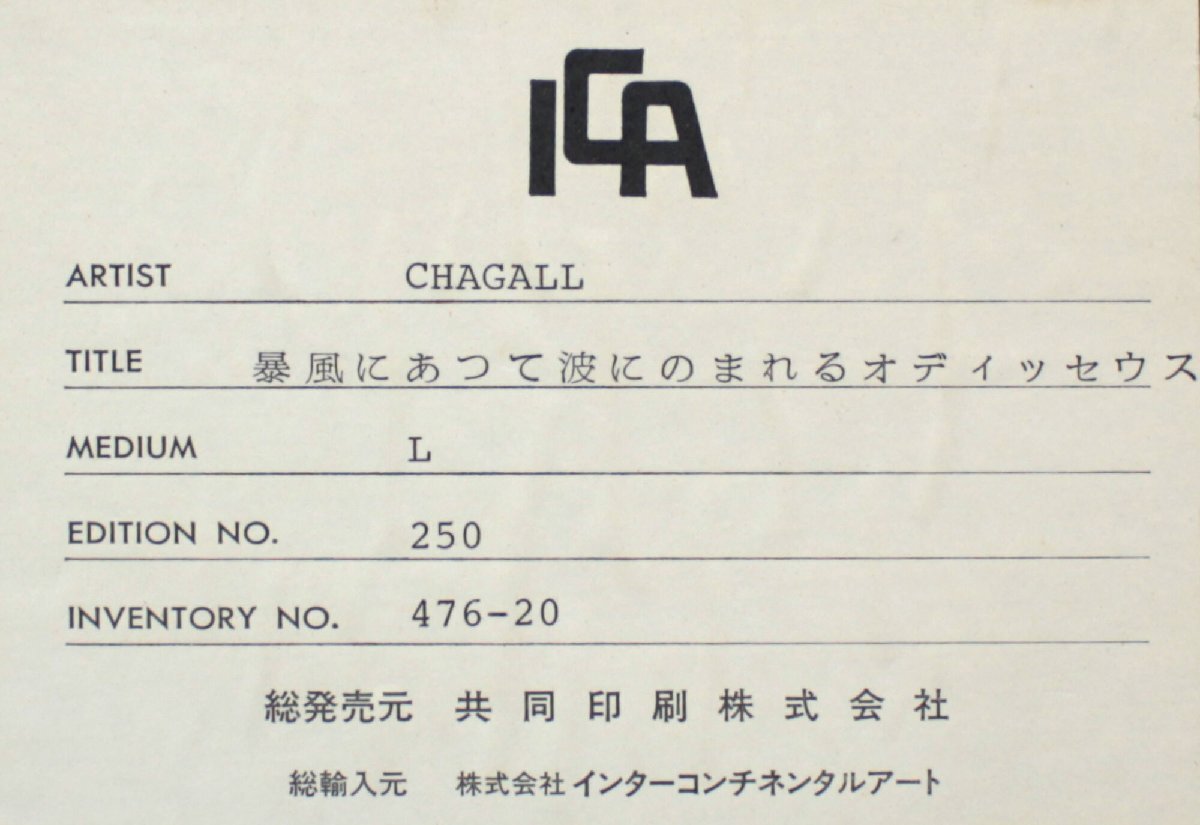 ICA
ARTIST CHAGALL
TITLE 暴風にあつて波にのまれるオディッセウス
MEDIUM L
EDITION NO. 250
INVENTORY NO. 476-20
総発売元 共同印刷株式会社
総輸入元 株式会社インターコンチネンタルアート